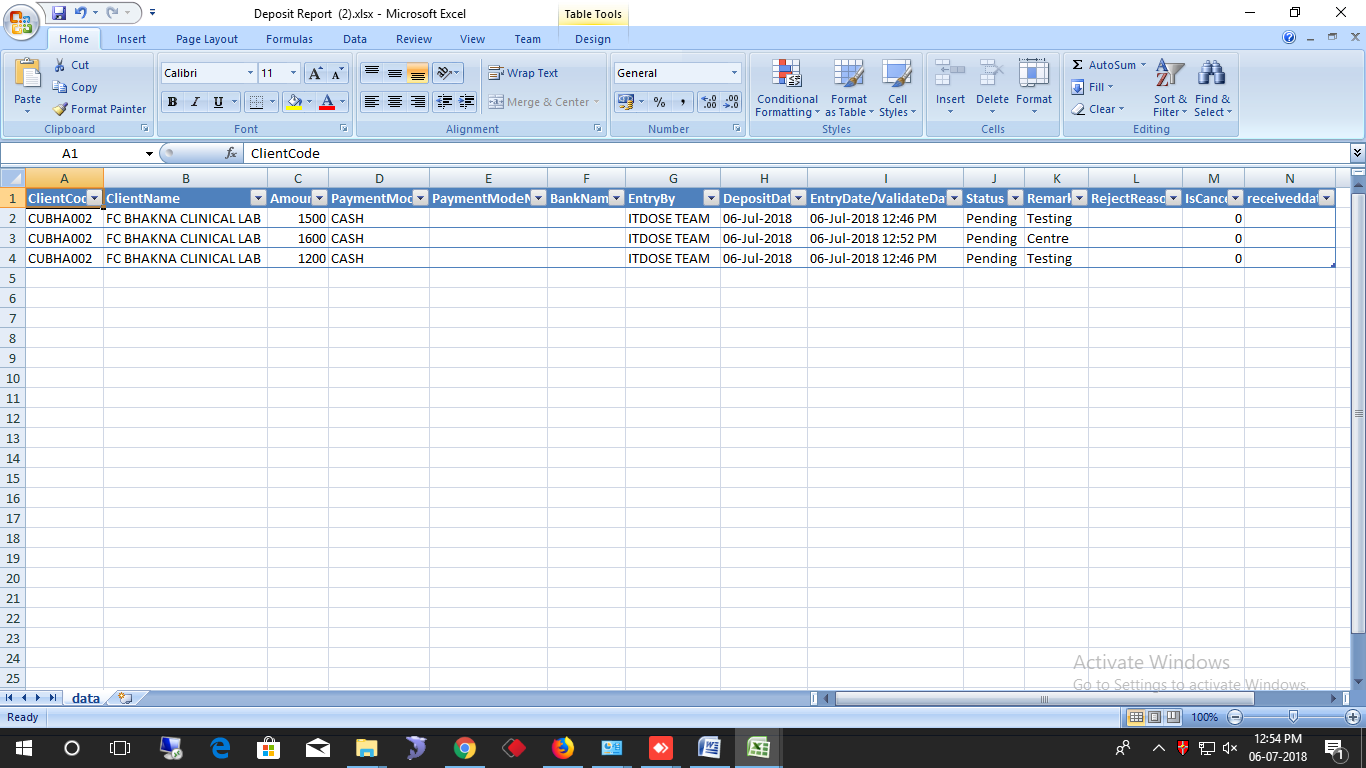 Deposit Report (2).xlsx - Microsoft Excel
Table Tools
Home Insert Page Layout Formulas Data Review View Team Design
Cut
Copy
Format Painter
Paste
Clipboard
Calibri 11
B I U
Font
Wrap Text
Merge & Center
Alignment
General
% ,
Number
Conditional Formatting
Format as Table
Cell Styles
Styles
Insert Delete Format
Cells
Σ AutoSum
Fill
Clear
Sort & Filter
Find & Select
Editing
A1 fx ClientCode
A B C D E F G H I J K L M N
1 ClientCod ClientName Amoun PaymentMod PaymentModeN BankNam EntryBy DepositDat EntryDate/ValidateDa Status Remark RejectReaso IsCance receivedda
2 CUBHA002 FC BHAKNA CLINICAL LAB 1500 CASH ITDOSE TEAM 06-Jul-2018 06-Jul-2018 12:46 PM Pending Testing 0
3 CUBHA002 FC BHAKNA CLINICAL LAB 1600 CASH ITDOSE TEAM 06-Jul-2018 06-Jul-2018 12:52 PM Pending Centre 0
4 CUBHA002 FC BHAKNA CLINICAL LAB 1200 CASH ITDOSE TEAM 06-Jul-2018 06-Jul-2018 12:46 PM Pending Testing 0
5
6
7
8
9
10
11
12
13
14
15
16
17
18
19
20
21
22
23
24
25
Activate Windows
Go to Settings to activate Windows.
data
Ready 100%
12:54 PM
06-07-2018
1